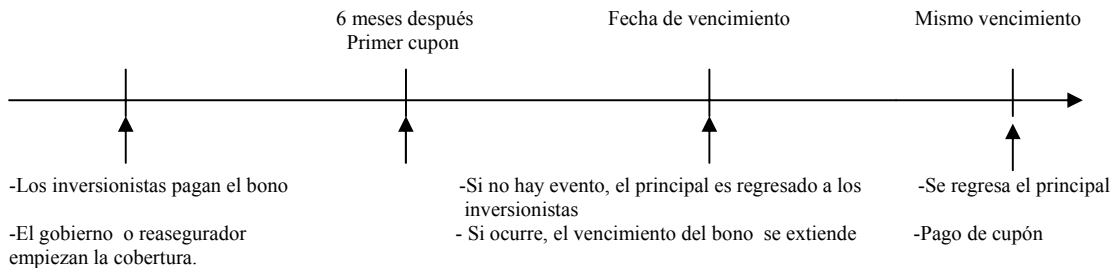 6 meses después
Primer cupon
Fecha de vencimiento
Mismo vencimiento
-Los inversionistas pagan el bono
-El gobierno o reasegurador
empiezan la cobertura.
-Si no hay evento, el principal es regresado a los
inversionistas
- Si ocurre, el vencimiento del bono se extiende
-Se regresa el principal
-Pago de cupón